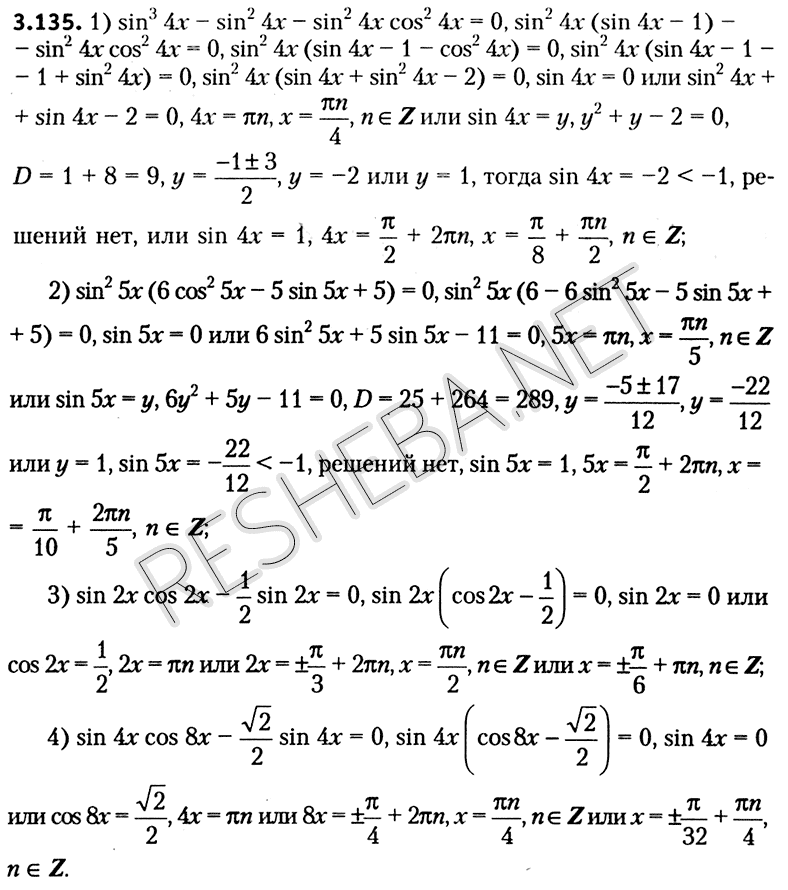 3.135. 1) sin³ 4x − sin² 4x − sin² 4x cos² 4x = 0, sin² 4x (sin 4x − 1) −
− sin² 4x cos² 4x = 0, sin² 4x (sin 4x − 1 − cos² 4x) = 0, sin² 4x (sin 4x − 1 −
− 1 + sin² 4x) = 0, sin² 4x (sin 4x + sin² 4x − 2) = 0, sin 4x = 0 или sin² 4x +
+ sin 4x − 2 = 0, 4x = πn, x = πn/4, n ∈ Z или sin 4x = y, y² + y − 2 = 0,
D = 1 + 8 = 9, y = (−1 ± 3)/2, y = −2 или y = 1, тогда sin 4x = −2 < −1, ре-
шений нет, или sin 4x = 1, 4x = π/2 + 2πn, x = π/8 + πn/2, n ∈ Z;
2) sin² 5x (6 cos² 5x − 5 sin 5x + 5) = 0, sin² 5x (6 − 6 sin² 5x − 5 sin 5x +
+ 5) = 0, sin 5x = 0 или 6 sin² 5x + 5 sin 5x − 11 = 0, 5x = πn, x = πn/5, n ∈ Z
или sin 5x = y, 6y² + 5y − 11 = 0, D = 25 + 264 = 289, y = (−5 ± 17)/12, y = −22/12
или y = 1, sin 5x = −22/12 < −1, решений нет, sin 5x = 1, 5x = π/2 + 2πn, x =
= π/10 + 2πn/5, n ∈ Z;
3) sin 2x cos 2x − 1/2 sin 2x = 0, sin 2x (cos 2x − 1/2) = 0, sin 2x = 0 или
cos 2x = 1/2, 2x = πn или 2x = ±π/3 + 2πn, x = πn/2, n ∈ Z или x = ±π/6 + πn, n ∈ Z;
4) sin 4x cos 8x − √2/2 sin 4x = 0, sin 4x (cos 8x − √2/2) = 0, sin 4x = 0
или cos 8x = √2/2, 4x = πn или 8x = ±π/4 + 2πn, x = πn/4, n ∈ Z или x = ±π/32 + πn/4,
n ∈ Z.
RESHEBA.NET